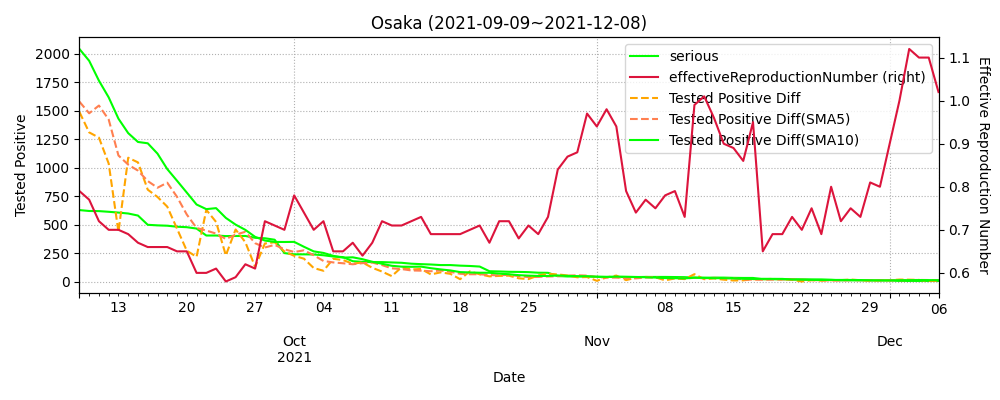 Osaka (2021-09-09~2021-12-08)
serious
effectiveReproductionNumber (right)
Tested Positive Diff
Tested Positive Diff(SMA5)
Tested Positive Diff(SMA10)
Tested Positive
2000
1750
1500
1250
1000
750
500
250
0
1.1
1.0
0.9
0.8
0.7
0.6
Effective Reproduction Number
13 20 27 04 11 18 25 08 15 22 29 06
Oct Nov Dec
2021
Date